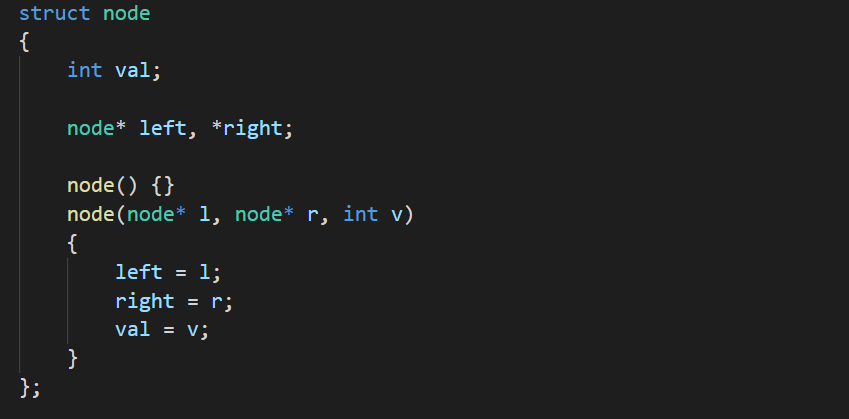 struct node
{
    int val;
    node* left, *right;
    node() {}
    node(node* l, node* r, int v)
    {
        left = l;
        right = r;
        val = v;
    }
};